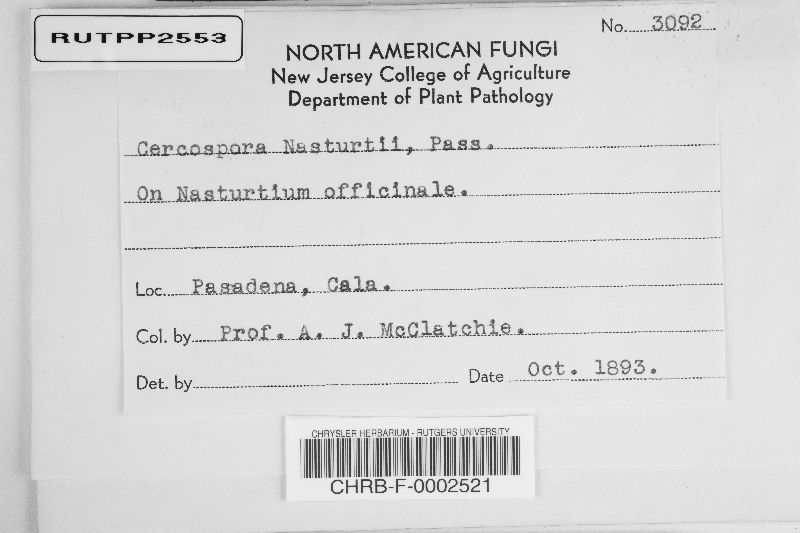 RUTPP2553
No. 3092
NORTH AMERICAN FUNGI
New Jersey College of Agriculture
Department of Plant Pathology
Cercospora Nasturtii, Pass.
On Nasturtium officinale.
Loc. Pasadena, Cala.
Col. by Prof. A. J. McClatchie.
Det. by Date Oct. 1893.
CHRYSLER HERBARIUM - RUTGERS UNIVERSITY
CHRB-F-0002521